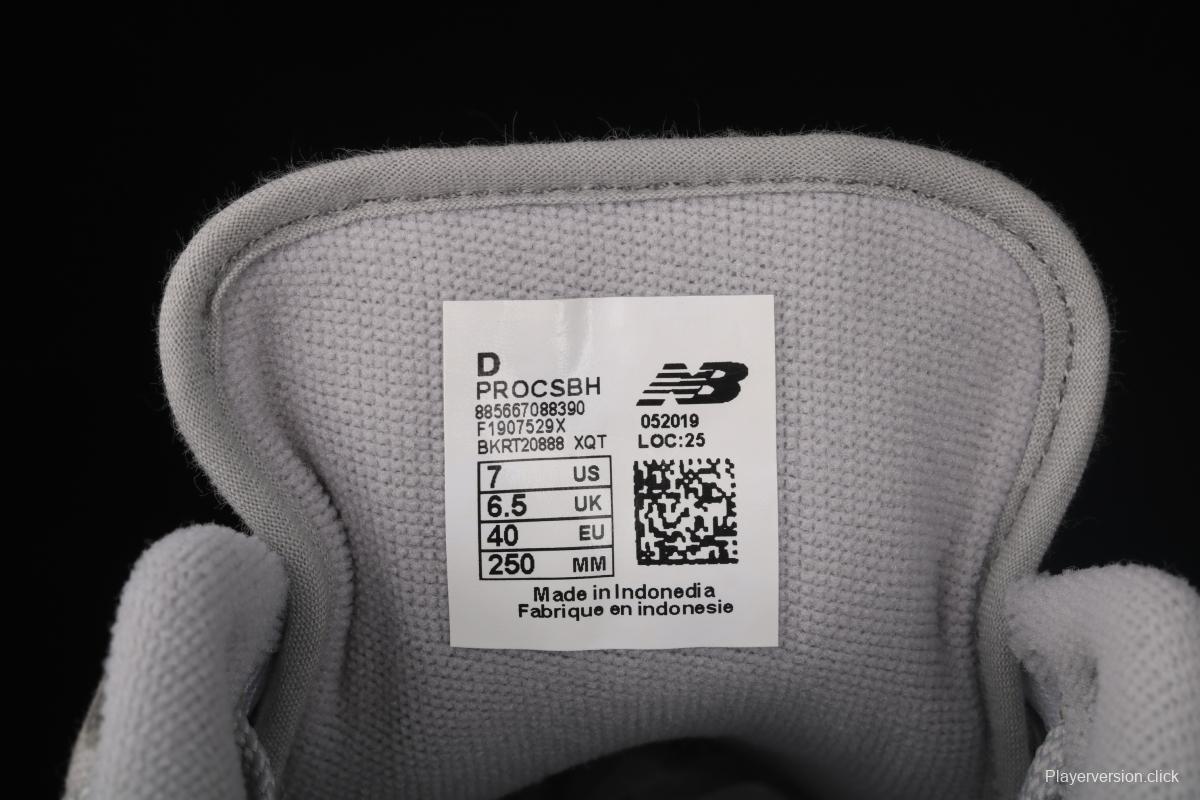 D
PROCSBH
885667088390
F1907529X
BKRT20888 XQT
7 US
6.5 UK
40 EU
250 MM
NB
052019
LOC:25
Made in Indonedia
Fabrique en indonesie
Playerversion.click